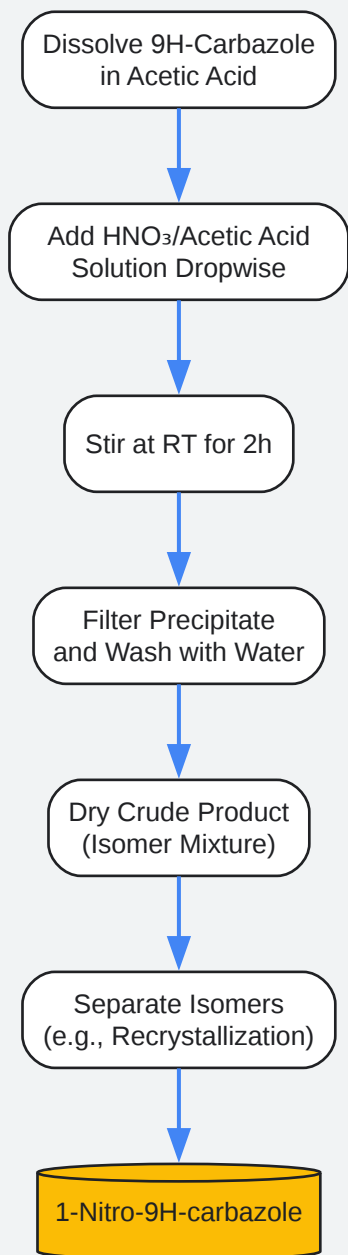 Dissolve 9H-Carbazole
in Acetic Acid
Add HNO₃/Acetic Acid
Solution Dropwise
Stir at RT for 2h
Filter Precipitate
and Wash with Water
Dry Crude Product
(Isomer Mixture)
Separate Isomers
(e.g., Recrystallization)
1-Nitro-9H-carbazole